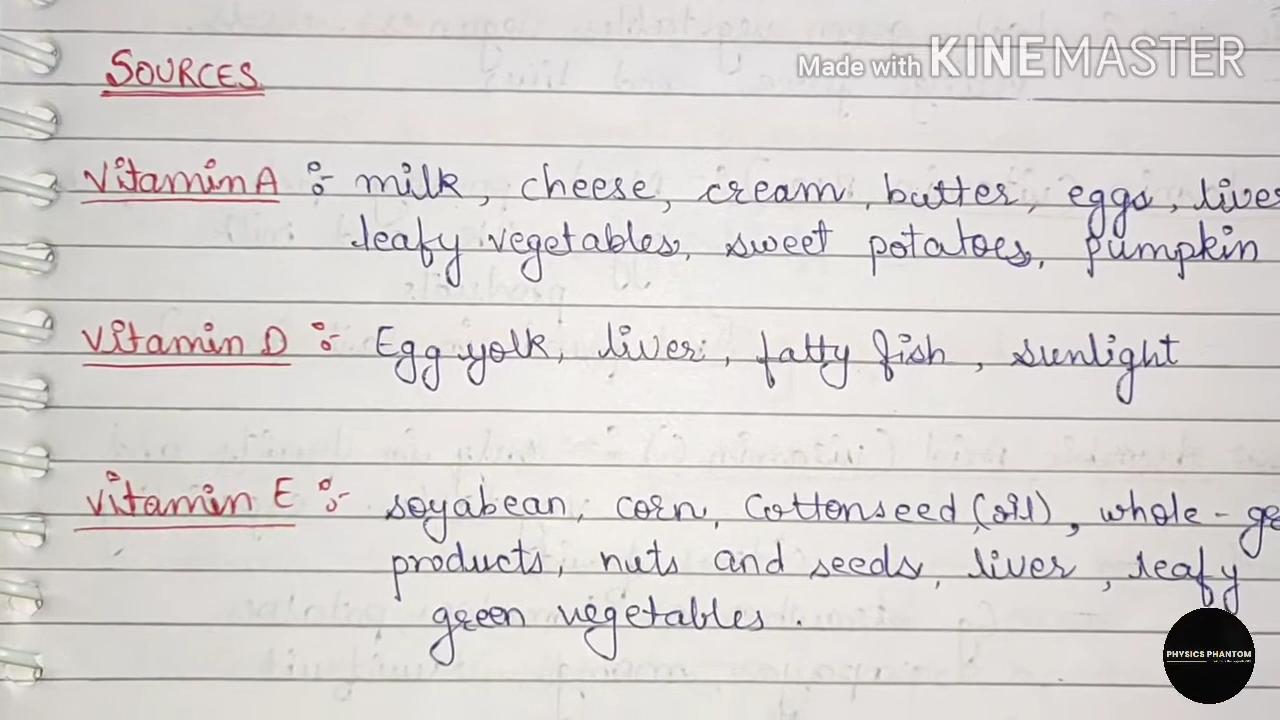 Made with KINEMASTER
SOURCES
Vitamin A :- milk, cheese, cream, butter, eggs, liver
leafy vegetables, sweet potatoes, pumpkin
Vitamin D :- Egg yolk, liver, fatty fish, sunlight
Vitamin E :- soyabean, corn, Cottonseed (oil), whole-
products, nuts and seeds, liver, leafy
green vegetables.
PHYSICS PHANTOM